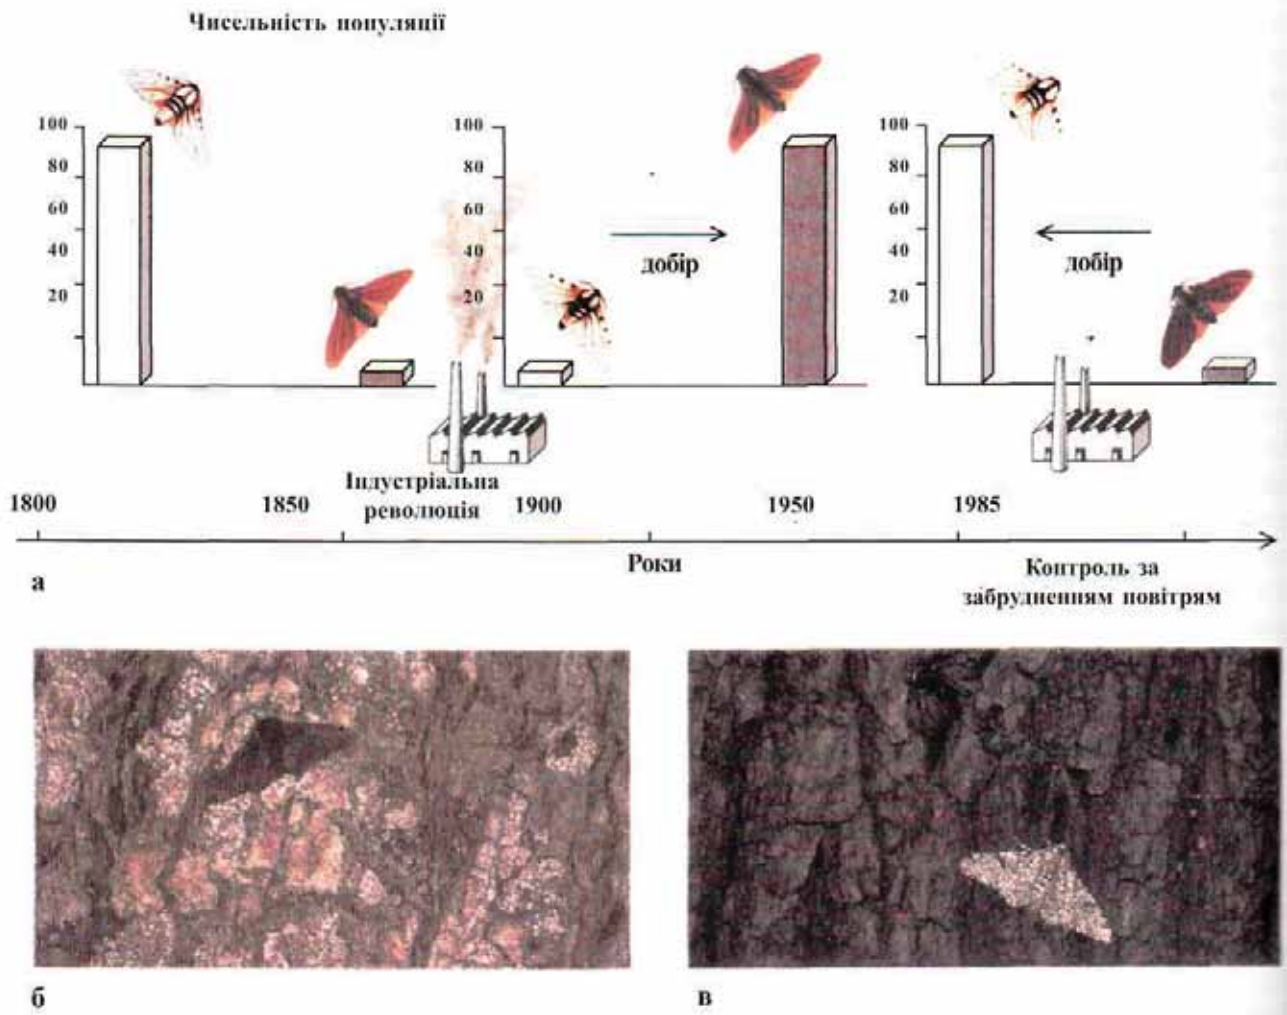 Чисельність популяції
100
80
60
40
20
100
80
60
40
20
добір
100
80
60
40
20
добір
Індустріальна
революція
1800
1850
1900
1950
1985
Роки
Контроль за
забрудненням повітрям
а
б
в